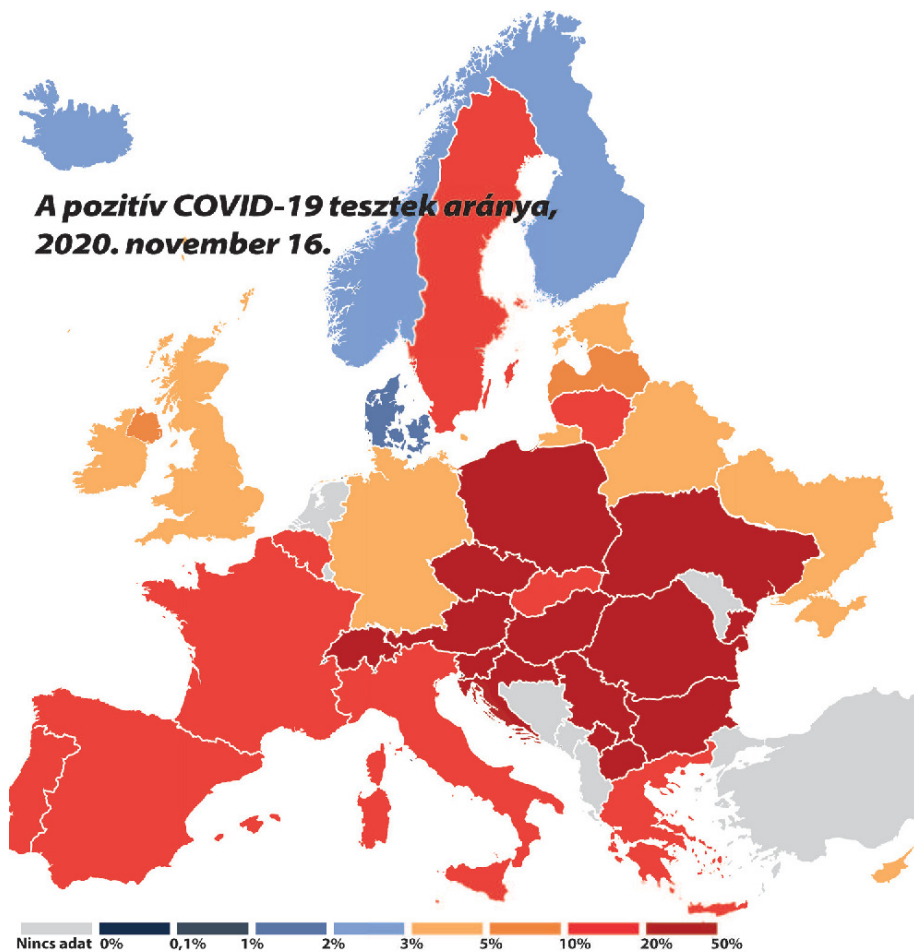 A pozitív COVID-19 tesztek aránya,
2020. november 16.
Nincs adat 0% 0,1% 1% 2% 3% 5% 10% 20% 50%